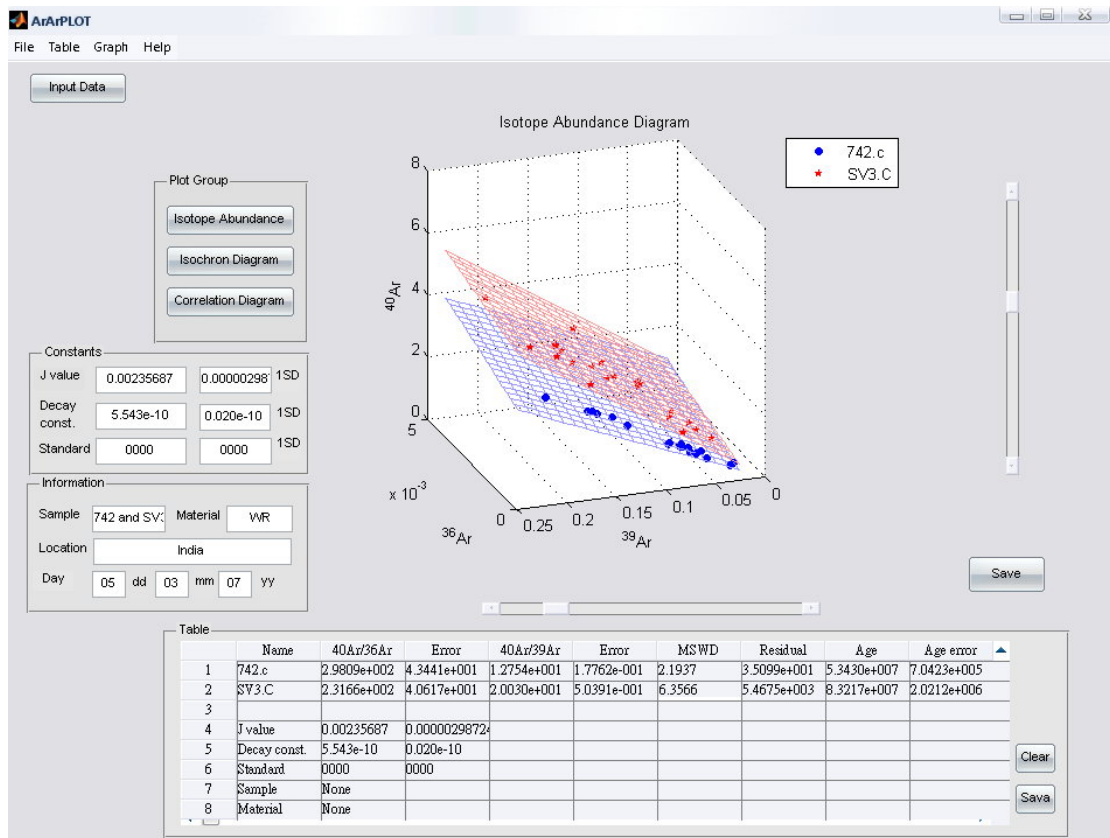 ArArPLOT
File Table Graph Help
Input Data
Isotope Abundance Diagram
742.c
SV3.C
Plot Group
Isotope Abundance
Isochron Diagram
Correlation Diagram
8
6
4
2
0
40Ar
5
0
x 10-3
36Ar
0.25 0.2 0.15 0.1 0.05 0
39Ar
Constants
J value 0.00235687 0.00000298 1SD
Decay const. 5.543e-10 0.020e-10 1SD
Standard 0000 0000 1SD
Information
Sample 742 and SV: Material WR
Location India
Day 05 dd 03 mm 07 yy
Save
Table
Name 40Ar/36Ar Error 40Ar/39Ar Error MSWD Residual Age Age error
1 742.c 2.9809e+002 4.3441e+001 1.2754e+001 1.7762e-001 2.1937 3.5099e+001 5.3430e+007 7.0423e+005
2 SV3.C 2.3166e+002 4.0617e+001 2.0030e+001 5.0391e-001 6.3566 5.4675e+003 8.3217e+007 2.0212e+006
3
4 J value 0.00235687 0.0000029872
5 Decay const. 5.543e-10 0.020e-10
6 Standard 0000 0000
7 Sample None
8 Material None
Clear
Sava